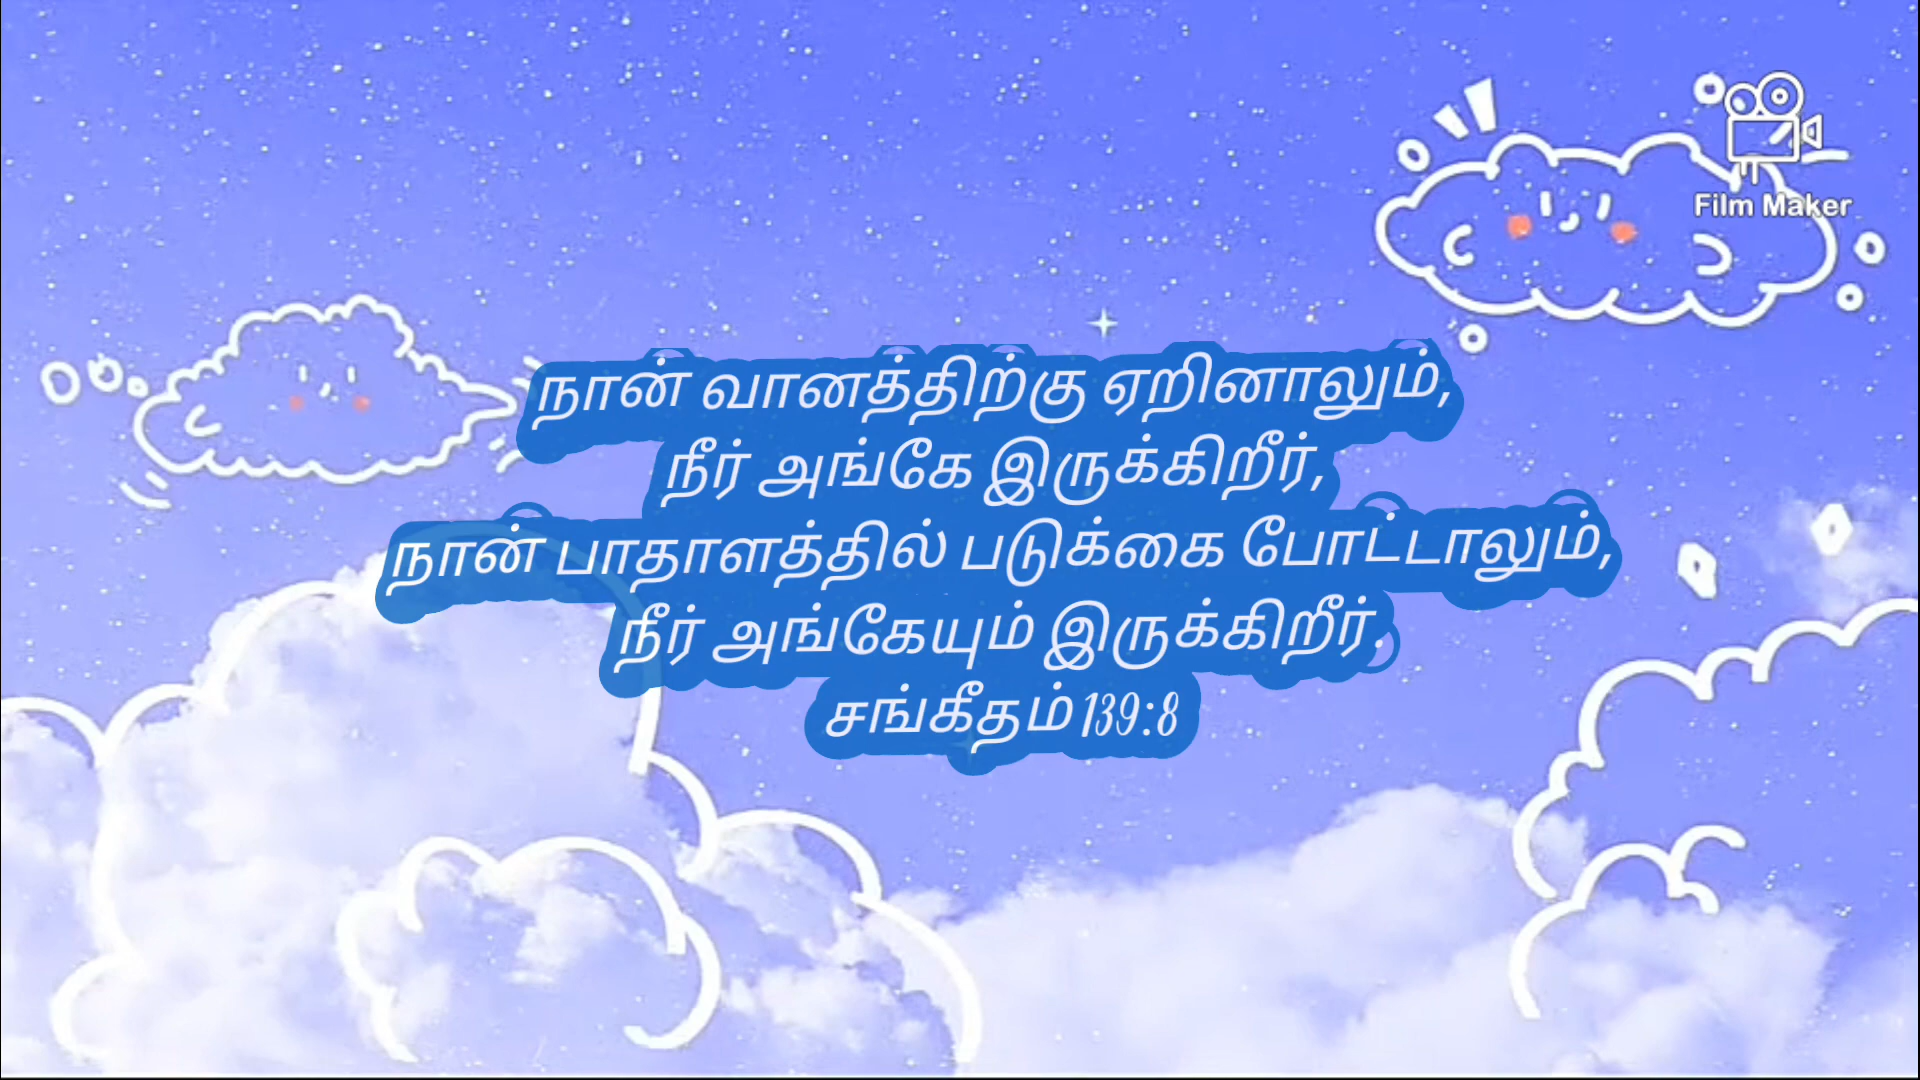 Film Maker
நான் வானத்திற்கு ஏறினாலும்,
நீர் அங்கே இருக்கிறீர்,
நான் பாதாளத்தில் படுக்கை போட்டாலும்,
நீர் அங்கேயும் இருக்கிறீர்.
சங்கீதம் 139:8